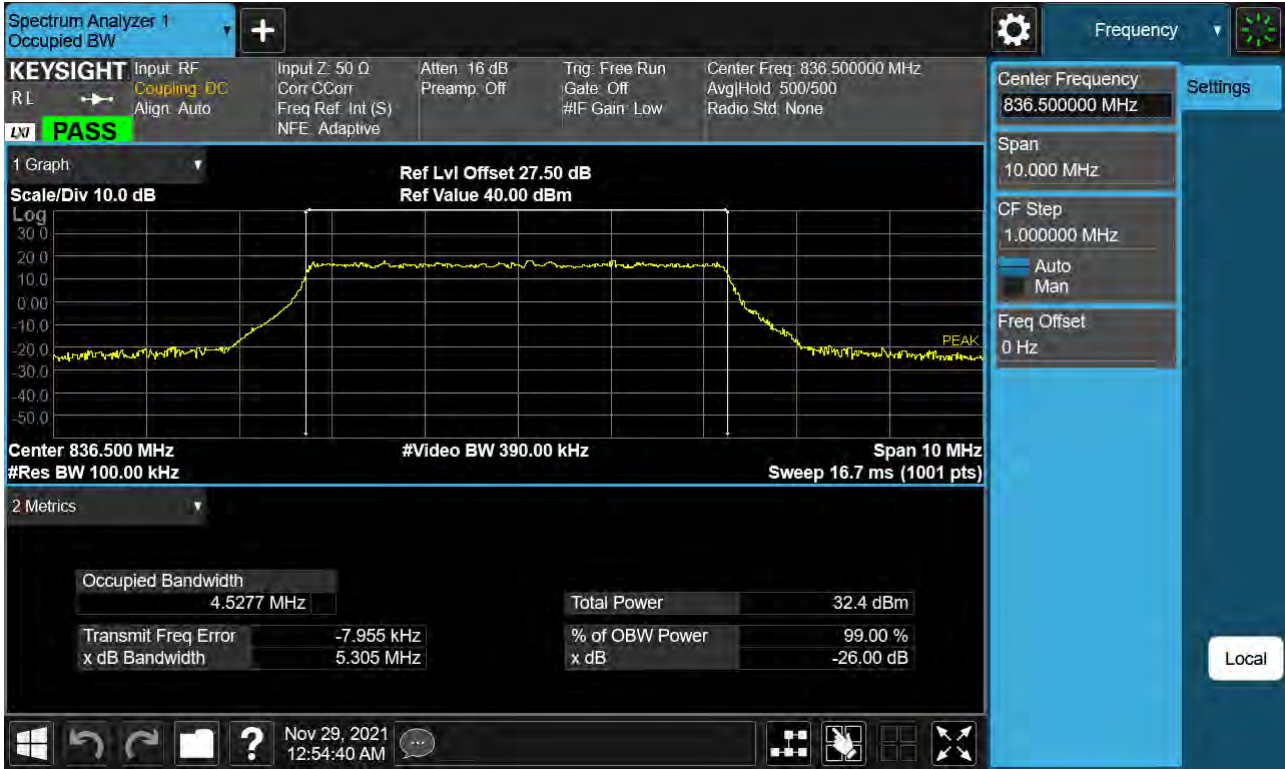 Spectrum Analyzer 1
Occupied BW
Frequency
KEYSIGHT
R L
LXI PASS
Input: RF
Coupling: DC
Align: Auto
Input Z: 50 Ω
Corr CCorr
Freq Ref: Int (S)
NFE: Adaptive
Atten: 16 dB
Preamp: Off
Trig: Free Run
Gate: Off
#IF Gain: Low
Center Freq: 836.500000 MHz
Avg|Hold: 500/500
Radio Std: None
Center Frequency
836.500000 MHz
Settings
Span
10.000 MHz
CF Step
1.000000 MHz
Auto
Man
Freq Offset
0 Hz
Local
1 Graph
Ref Lvl Offset 27.50 dB
Scale/Div 10.0 dB
Ref Value 40.00 dBm
Log
30.0
20.0
10.0
0.00
-10.0
-20.0
-30.0
-40.0
-50.0
PEAK
Center 836.500 MHz
#Video BW 390.00 kHz
Span 10 MHz
#Res BW 100.00 kHz
Sweep 16.7 ms (1001 pts)
2 Metrics
Occupied Bandwidth
4.5277 MHz
Total Power 32.4 dBm
Transmit Freq Error -7.955 kHz
% of OBW Power 99.00 %
x dB Bandwidth 5.305 MHz
x dB -26.00 dB
?
Nov 29, 2021
12:54:40 AM